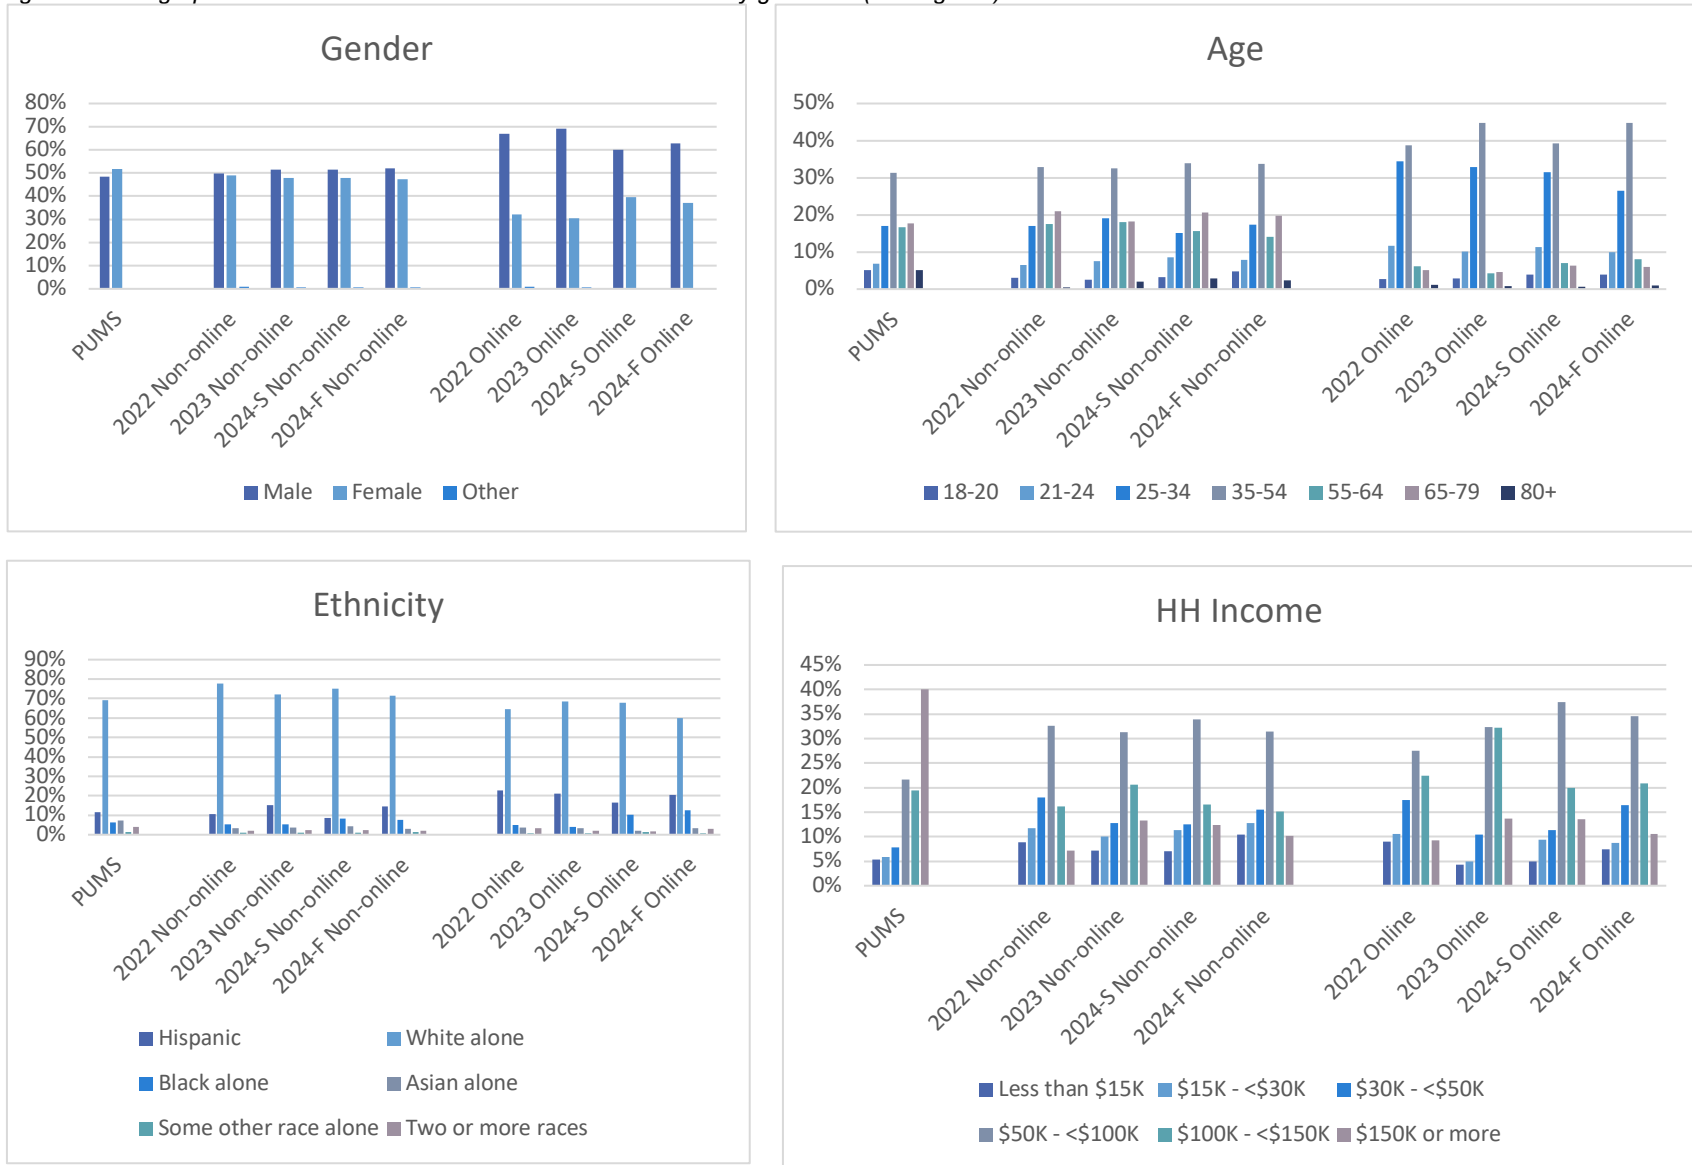 Gender
80%
70%
60%
50%
40%
30%
20%
10%
0%
PUMS
2022 Non-online
2023 Non-online
2024-S Non-online
2024-F Non-online
2022 Online
2023 Online
2024-S Online
2024-F Online
Male Female Other
Age
50%
40%
30%
20%
10%
0%
PUMS
2022 Non-online
2023 Non-online
2024-S Non-online
2024-F Non-online
2022 Online
2023 Online
2024-S Online
2024-F Online
18-20 21-24 25-34 35-54 55-64 65-79 80+
Ethnicity
90%
80%
70%
60%
50%
40%
30%
20%
10%
0%
PUMS
2022 Non-online
2023 Non-online
2024-S Non-online
2024-F Non-online
2022 Online
2023 Online
2024-S Online
2024-F Online
Hispanic White alone
Black alone Asian alone
Some other race alone Two or more races
HH Income
45%
40%
35%
30%
25%
20%
15%
10%
5%
0%
PUMS
2022 Non-online
2023 Non-online
2024-S Non-online
2024-F Non-online
2022 Online
2023 Online
2024-S Online
2024-F Online
Less than $15K $15K - <$30K $30K - <$50K
$50K - <$100K $100K - <$150K $150K or more